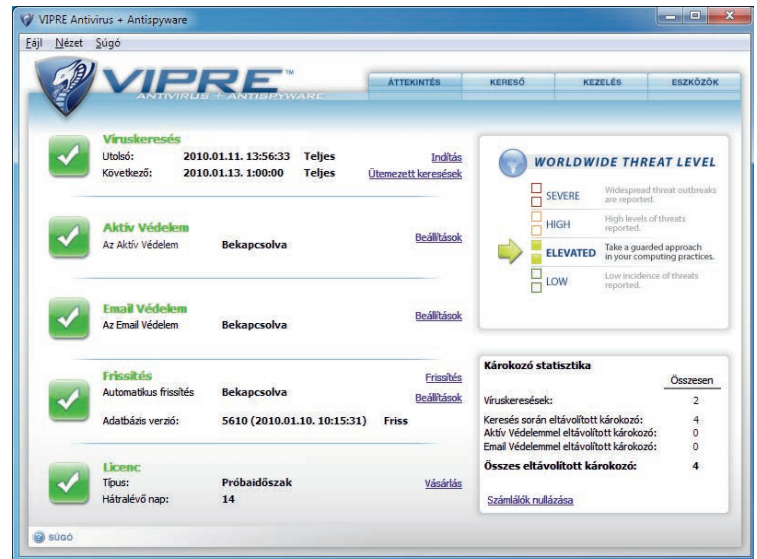 VIPRE Antivirus + Antispyware
Fájl Nézet Súgó
VIPRE™
ANTIVIRUS + ANTISPYWARE
ÁTTEKINTÉS KERESŐ KEZELÉS ESZKÖZÖK
Víruskeresés
Utolsó: 2010.01.11. 13:56:33 Teljes Indítás
Következő: 2010.01.13. 1:00:00 Teljes Ütemezett keresések
Aktív Védelem
Az Aktív Védelem Bekapcsolva Beállítások
Email Védelem
Az Email Védelem Bekapcsolva Beállítások
Frissítés
Frissítés
Automatikus frissítés Bekapcsolva Beállítások
Adatbázis verzió: 5610 (2010.01.10. 10:15:31) Friss
Licenc
Típus: Próbaidőszak Vásárlás
Hátralévő nap: 14
WORLDWIDE THREAT LEVEL
SEVERE Widespread threat outbreaks
are reported.
HIGH High levels of threats
reported.
ELEVATED Take a guarded approach
in your computing practices.
LOW Low incidence of threats
reported.
Károkozó statisztika
Összesen
Víruskeresések: 2
Keresés során eltávolított károkozó: 4
Aktív Védelemmel eltávolított károkozó: 0
Email Védelemmel eltávolított károkozó: 0
Összes eltávolított károkozó: 4
Számlálók nullázása
SÚGÓ